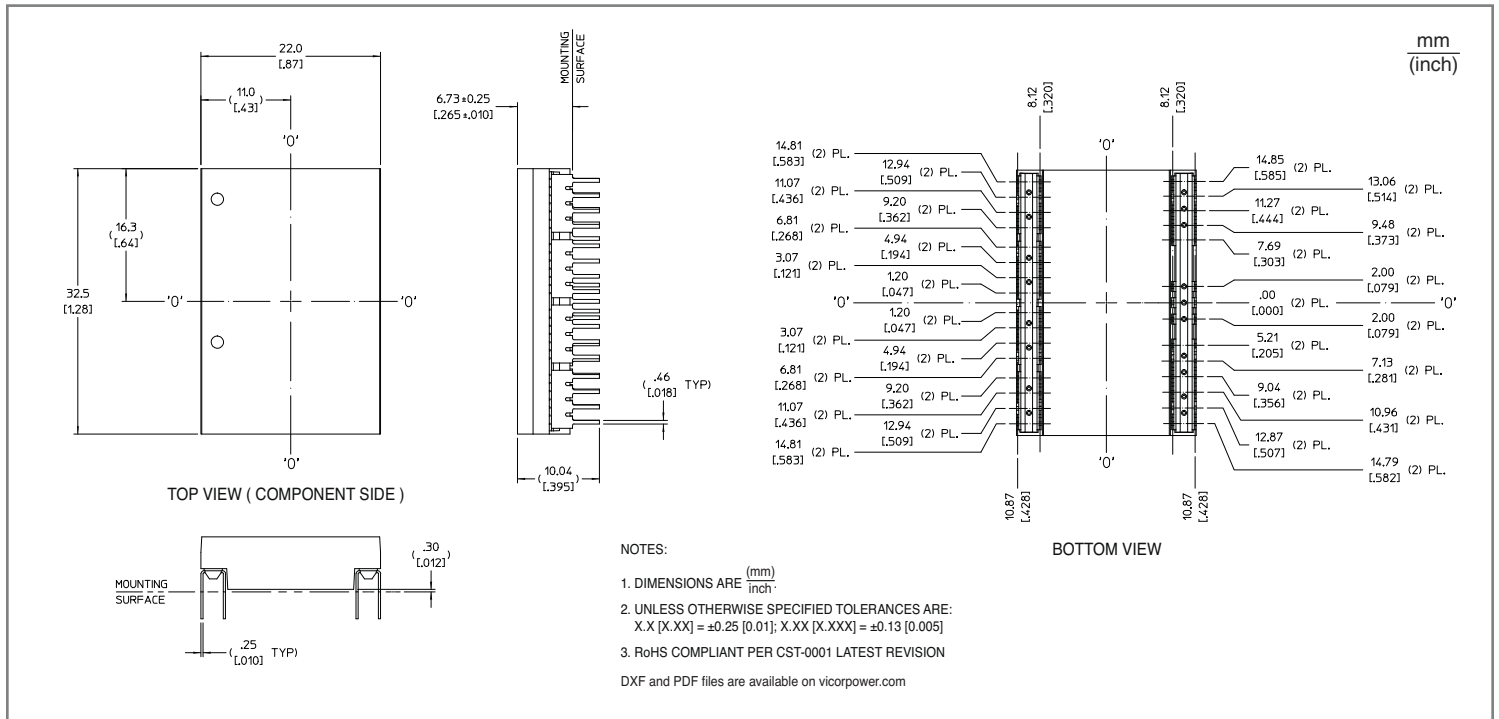 mm
(inch)
22.0
[.87]
(11.0
[.43])
'0'
(16.3
[.64])
32.5
[1.28]
'0'
'0'
'0'
TOP VIEW ( COMPONENT SIDE )
MOUNTING
SURFACE
6.73±0.25
[.265±.010]
(.46
[.018] TYP)
(10.04
[.395])
MOUNTING
SURFACE
(.30
[.012])
(.25
[.010] TYP)
8.12
[.320]
8.12
[.320]
'0'
14.81
[.583] (2) PL.
12.94
[.509] (2) PL.
11.07
[.436] (2) PL.
9.20
[.362] (2) PL.
6.81
[.268] (2) PL.
4.94
[.194] (2) PL.
3.07
[.121] (2) PL.
1.20
[.047] (2) PL.
'0'
1.20
[.047] (2) PL.
3.07
[.121] (2) PL.
4.94
[.194] (2) PL.
6.81
[.268] (2) PL.
9.20
[.362] (2) PL.
11.07
[.436] (2) PL.
12.94
[.509] (2) PL.
14.81
[.583] (2) PL.
14.85
[.585] (2) PL.
13.06
[.514] (2) PL.
11.27
[.444] (2) PL.
9.48
[.373] (2) PL.
7.69
[.303] (2) PL.
2.00
[.079] (2) PL.
.00
[.000] (2) PL.
'0'
2.00
[.079] (2) PL.
5.21
[.205] (2) PL.
7.13
[.281] (2) PL.
9.04
[.356] (2) PL.
10.96
[.431] (2) PL.
12.87
[.507] (2) PL.
14.79
[.582] (2) PL.
'0'
10.87
[.428]
10.87
[.428]
BOTTOM VIEW
NOTES:
1. DIMENSIONS ARE (mm)
inch.
2. UNLESS OTHERWISE SPECIFIED TOLERANCES ARE:
X.X [X.XX] = ±0.25 [0.01]; X.XX [X.XXX] = ±0.13 [0.005]
3. RoHS COMPLIANT PER CST-0001 LATEST REVISION
DXF and PDF files are available on vicorpower.com